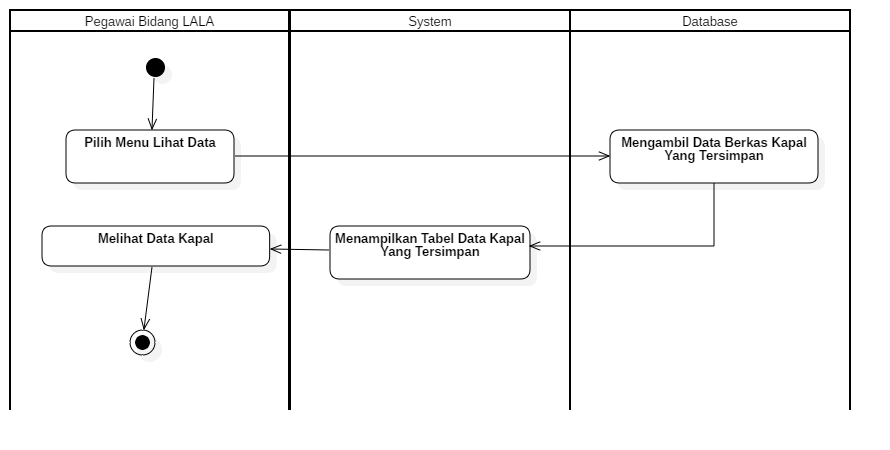 Pegawai Bidang LALA
System
Database
Pilih Menu Lihat Data
Mengambil Data Berkas Kapal
Yang Tersimpan
Melihat Data Kapal
Menampilkan Tabel Data Kapal
Yang Tersimpan